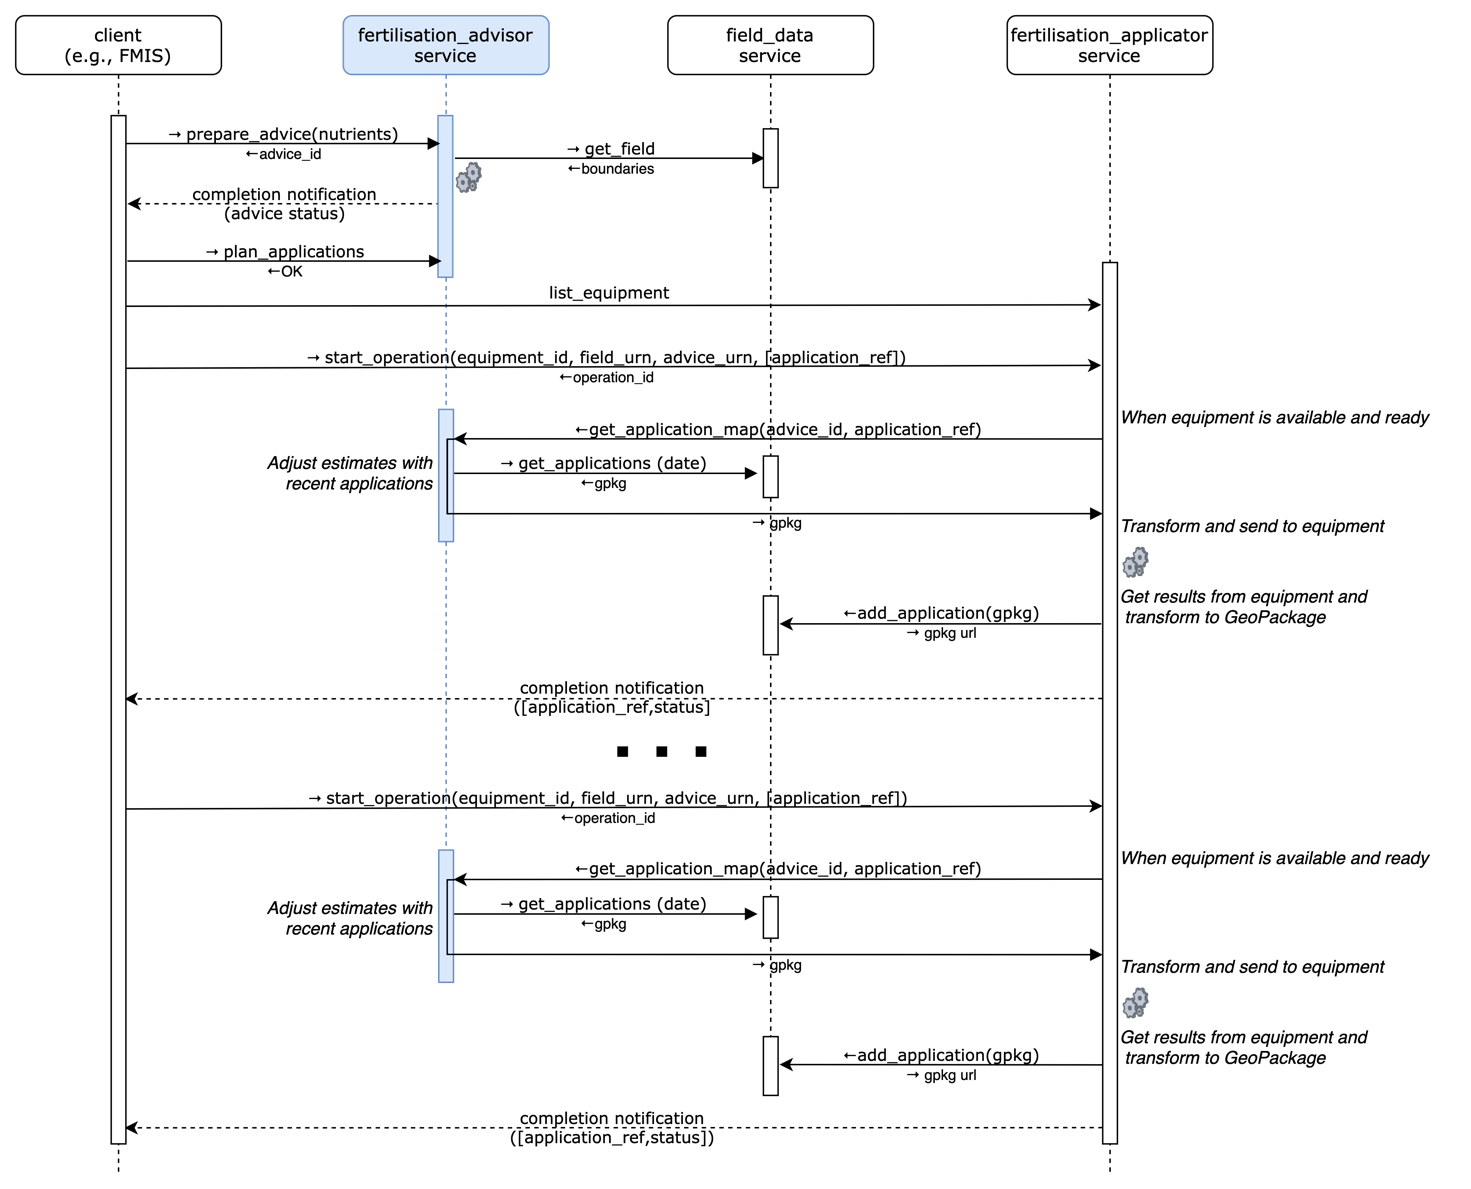 client
(e.g., FMIS)
fertilisation_advisor
service
field_data
service
fertilisation_applicator
service
→ prepare_advice(nutrients)
←advice_id
→ get_field
←boundaries
completion notification
(advice status)
→ plan_applications
←OK
list_equipment
→ start_operation(equipment_id, field_urn, advice_urn, [application_ref])
←operation_id
When equipment is available and ready
←get_application_map(advice_id, application_ref)
Adjust estimates with
recent applications
→ get_applications (date)
←gpkg
→ gpkg
Transform and send to equipment
Get results from equipment and
transform to GeoPackage
←add_application(gpkg)
→ gpkg url
completion notification
([application_ref,status]
→ start_operation(equipment_id, field_urn, advice_urn, [application_ref])
←operation_id
When equipment is available and ready
←get_application_map(advice_id, application_ref)
Adjust estimates with
recent applications
→ get_applications (date)
←gpkg
→ gpkg
Transform and send to equipment
Get results from equipment and
transform to GeoPackage
←add_application(gpkg)
→ gpkg url
completion notification
([application_ref,status])